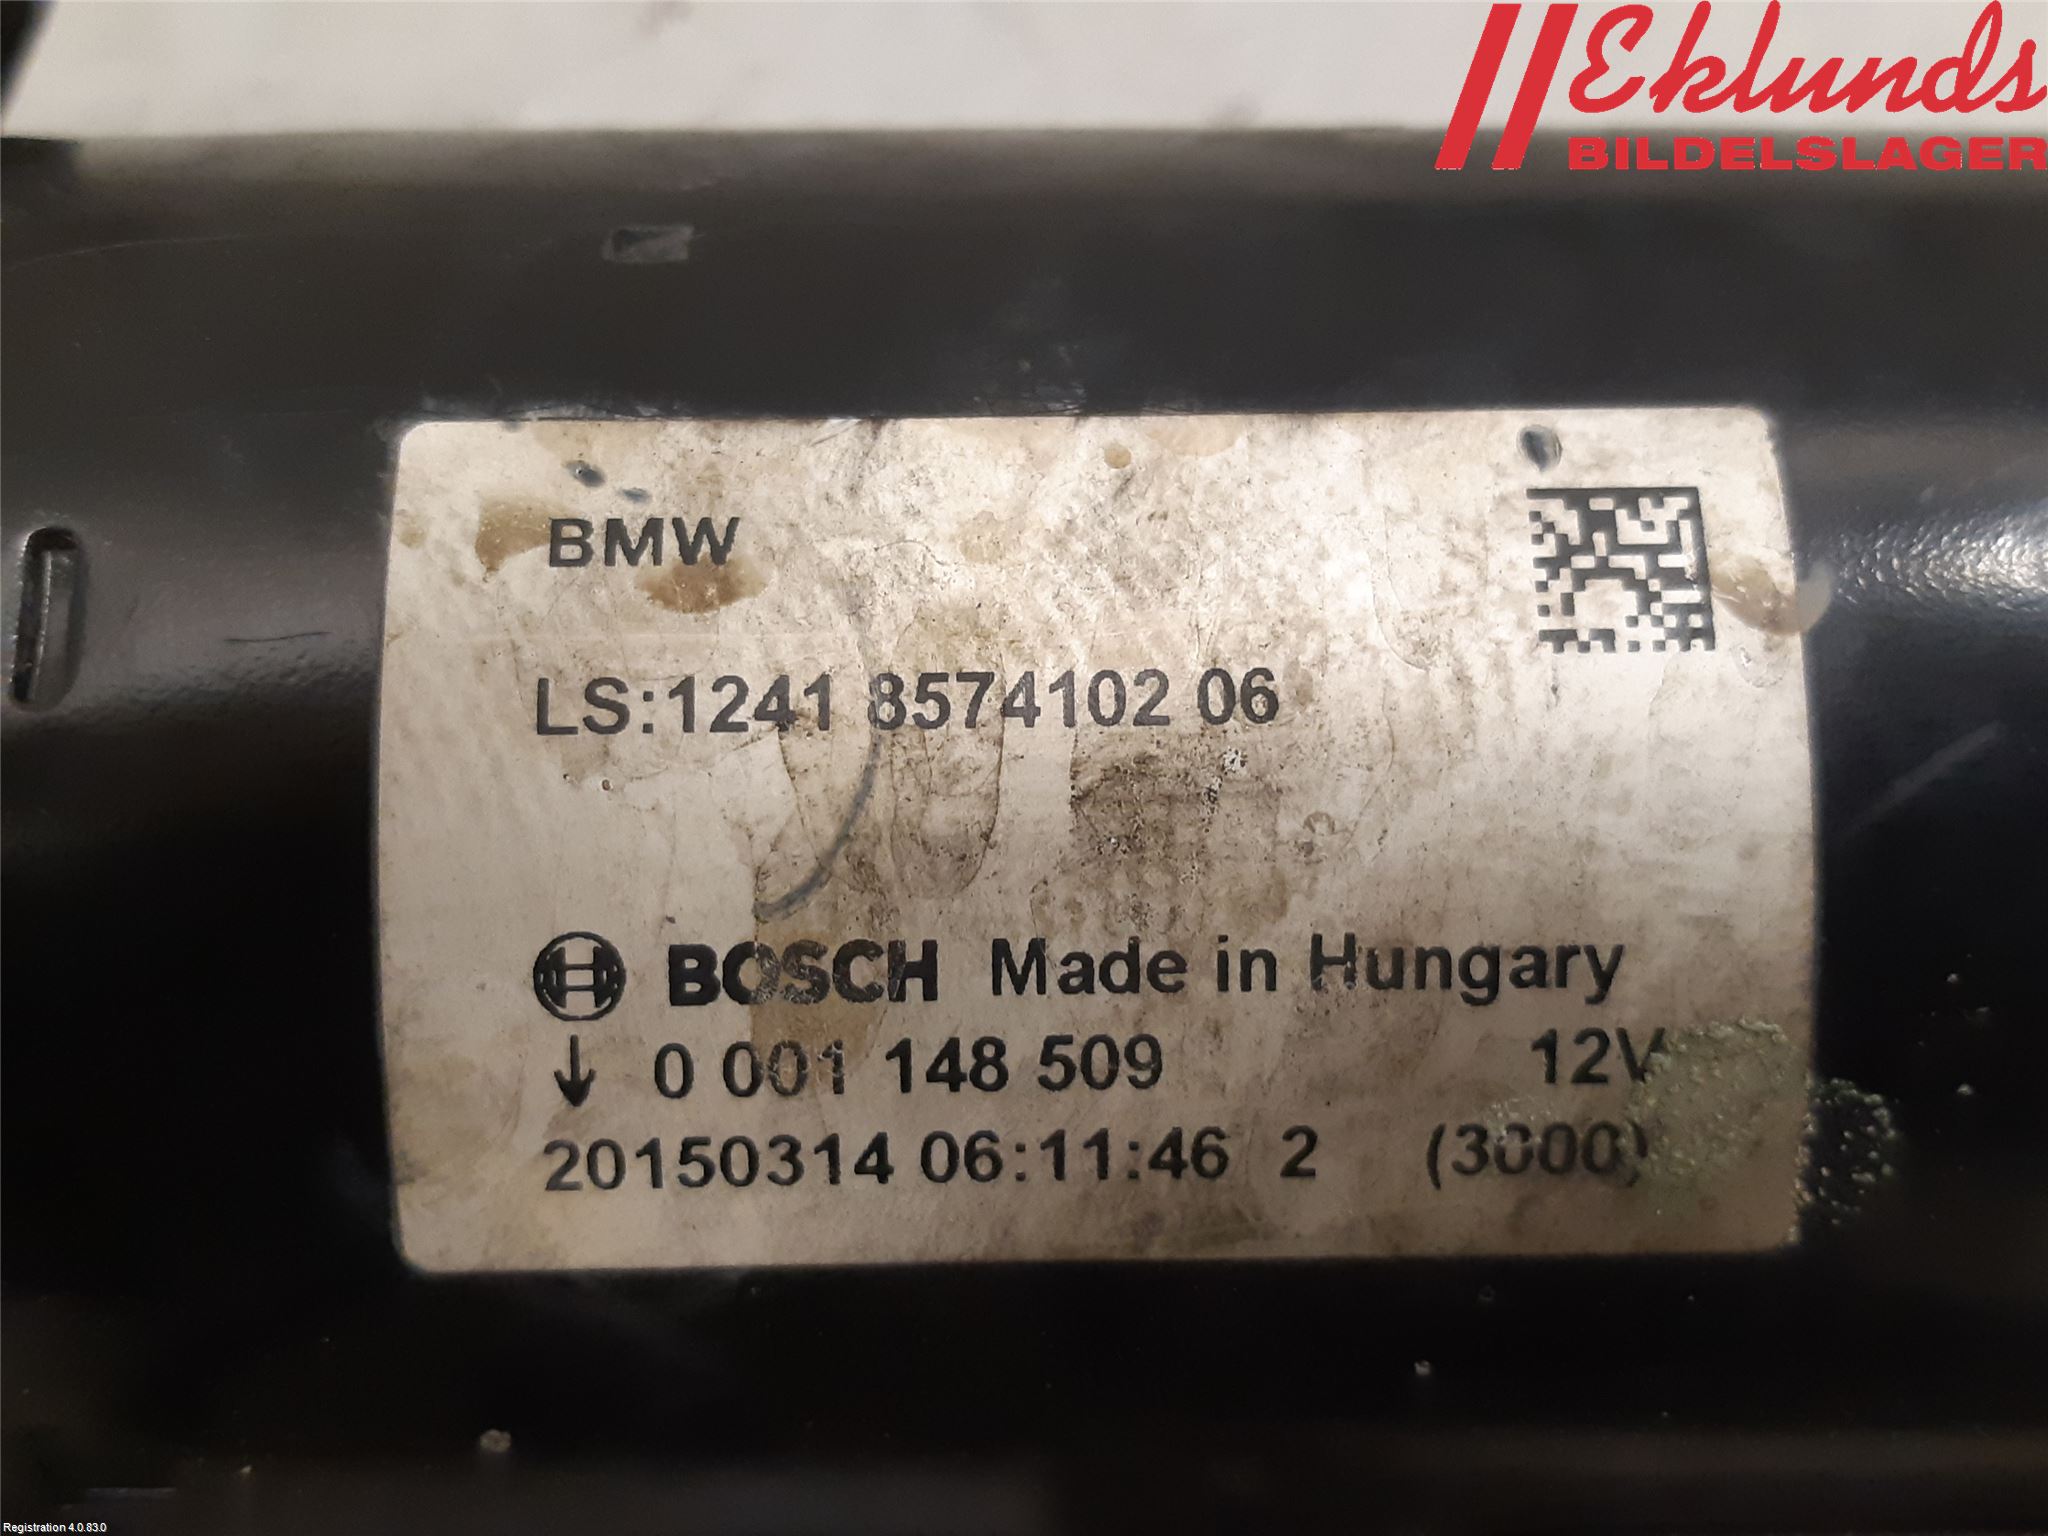 Eklunds
BILDELSLAGER
BMW
LS:1241 8574102 06
BOSCH Made in Hungary
↓ 0 001 148 509 12V
20150314 06:11:46 2 (3000)
Registration 4.0.83.0